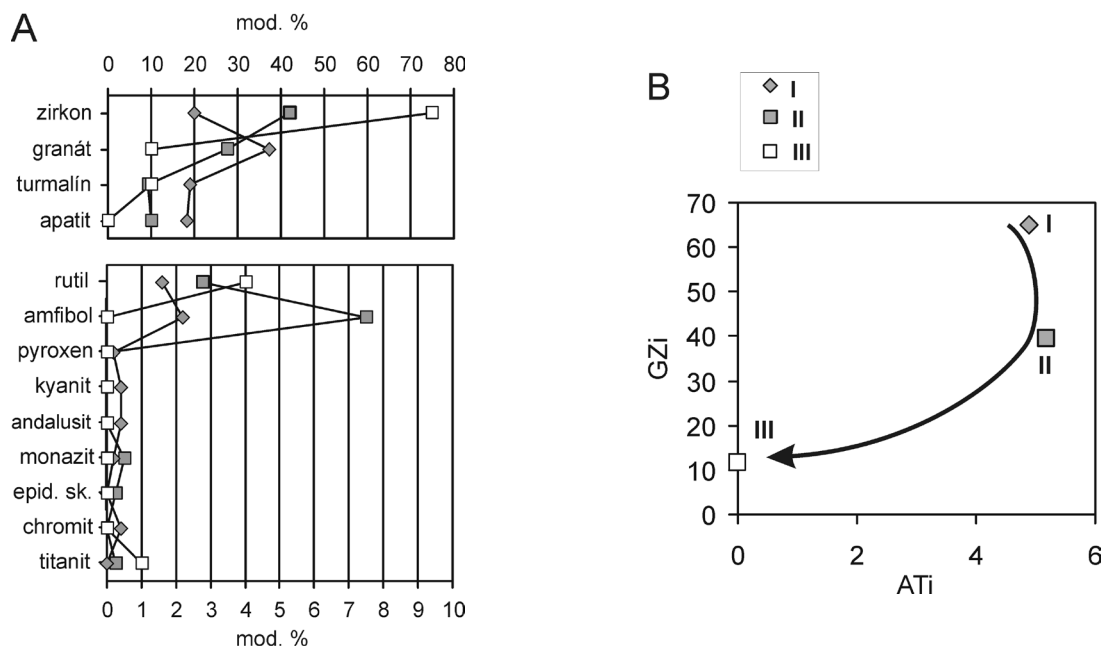 A
mod. %
0 10 20 30 40 50 60 70 80
zirkon
granát
turmalín
apatit
rutil
amfibol
pyroxen
kyanit
andalusit
monazit
epid. sk.
chromit
titanit
0 1 2 3 4 5 6 7 8 9 10
mod. %
B
I
II
III
70
60
50
40
30
20
10
0
GZi
I
II
III
0 2 4 6
ATi